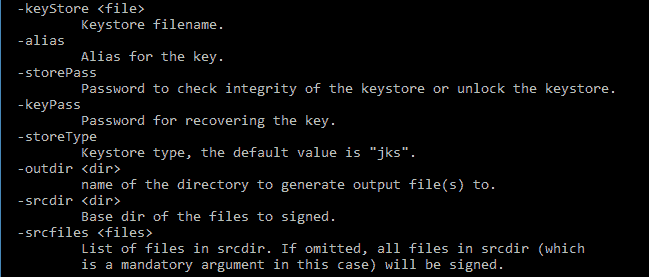 -keyStore <file>
Keystore filename.
-alias
Alias for the key.
-storePass
Password to check integrity of the keystore or unlock the keystore.
-keyPass
Password for recovering the key.
-storeType
Keystore type, the default value is "jks".
-outdir <dir>
name of the directory to generate output file(s) to.
-srcdir <dir>
Base dir of the files to signed.
-srcfiles <files>
List of files in srcdir. If omitted, all files in srcdir (which
is a mandatory argument in this case) will be signed.